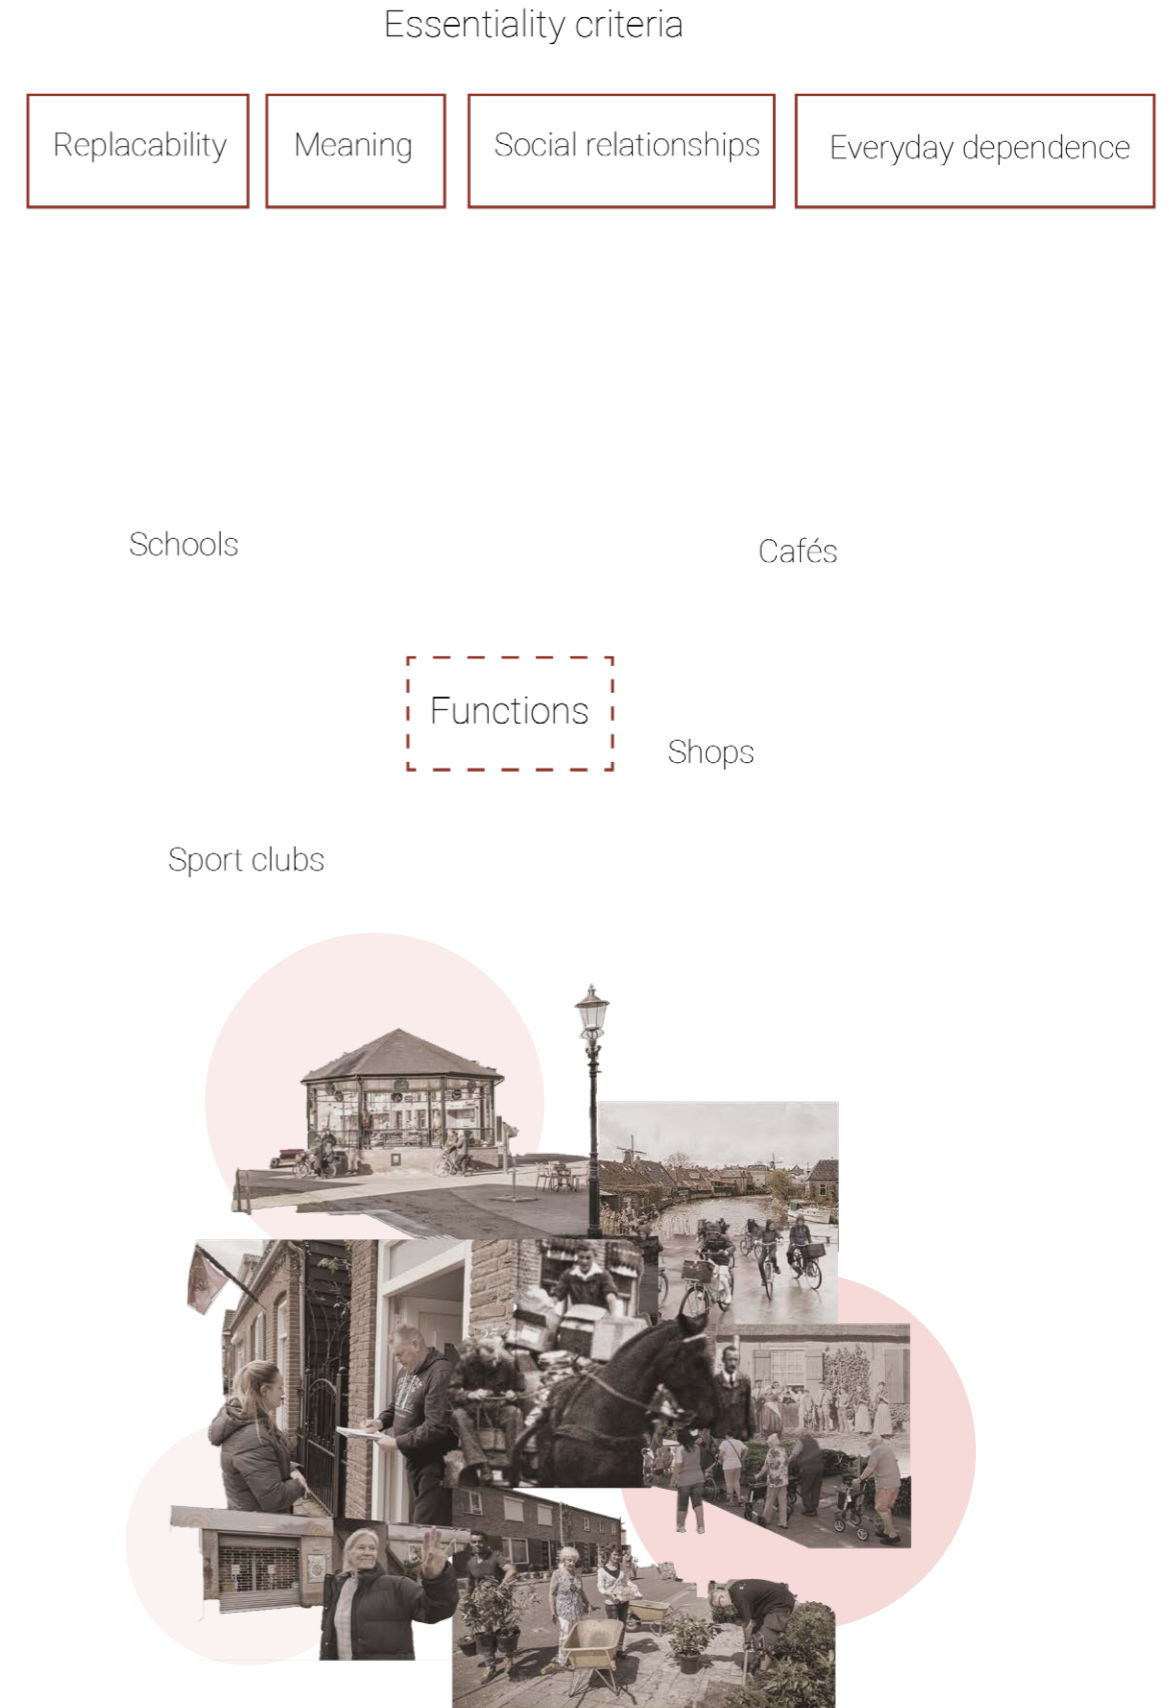 Essentiality criteria
Replacability
Meaning
Social relationships
Everyday dependence
Schools
Cafés
Functions
Shops
Sport clubs